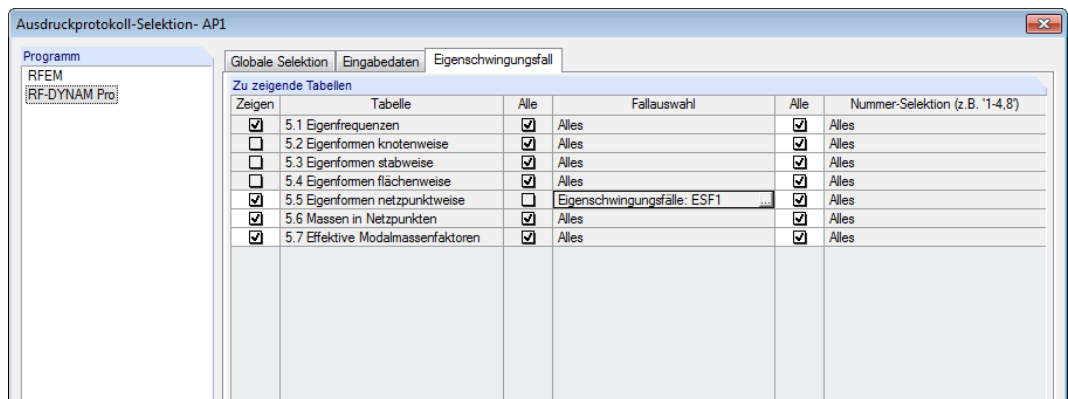 Ausdruckprotokoll-Selektion- AP1
Programm
RFEM
RF-DYNAM Pro
Globale Selektion Eingabedaten Eigenschwingungsfall
Zu zeigende Tabellen
Zeigen Tabelle Alle Fallauswahl Alle Nummer-Selektion (z.B. '1-4,8')
5.1 Eigenfrequenzen Alles Alles
5.2 Eigenformen knotenweise Alles Alles
5.3 Eigenformen stabweise Alles Alles
5.4 Eigenformen flächenweise Alles Alles
5.5 Eigenformen netzpunktweise Eigenschwingungsfälle: ESF1 ... Alles
5.6 Massen in Netzpunkten Alles Alles
5.7 Effektive Modalmassenfaktoren Alles Alles